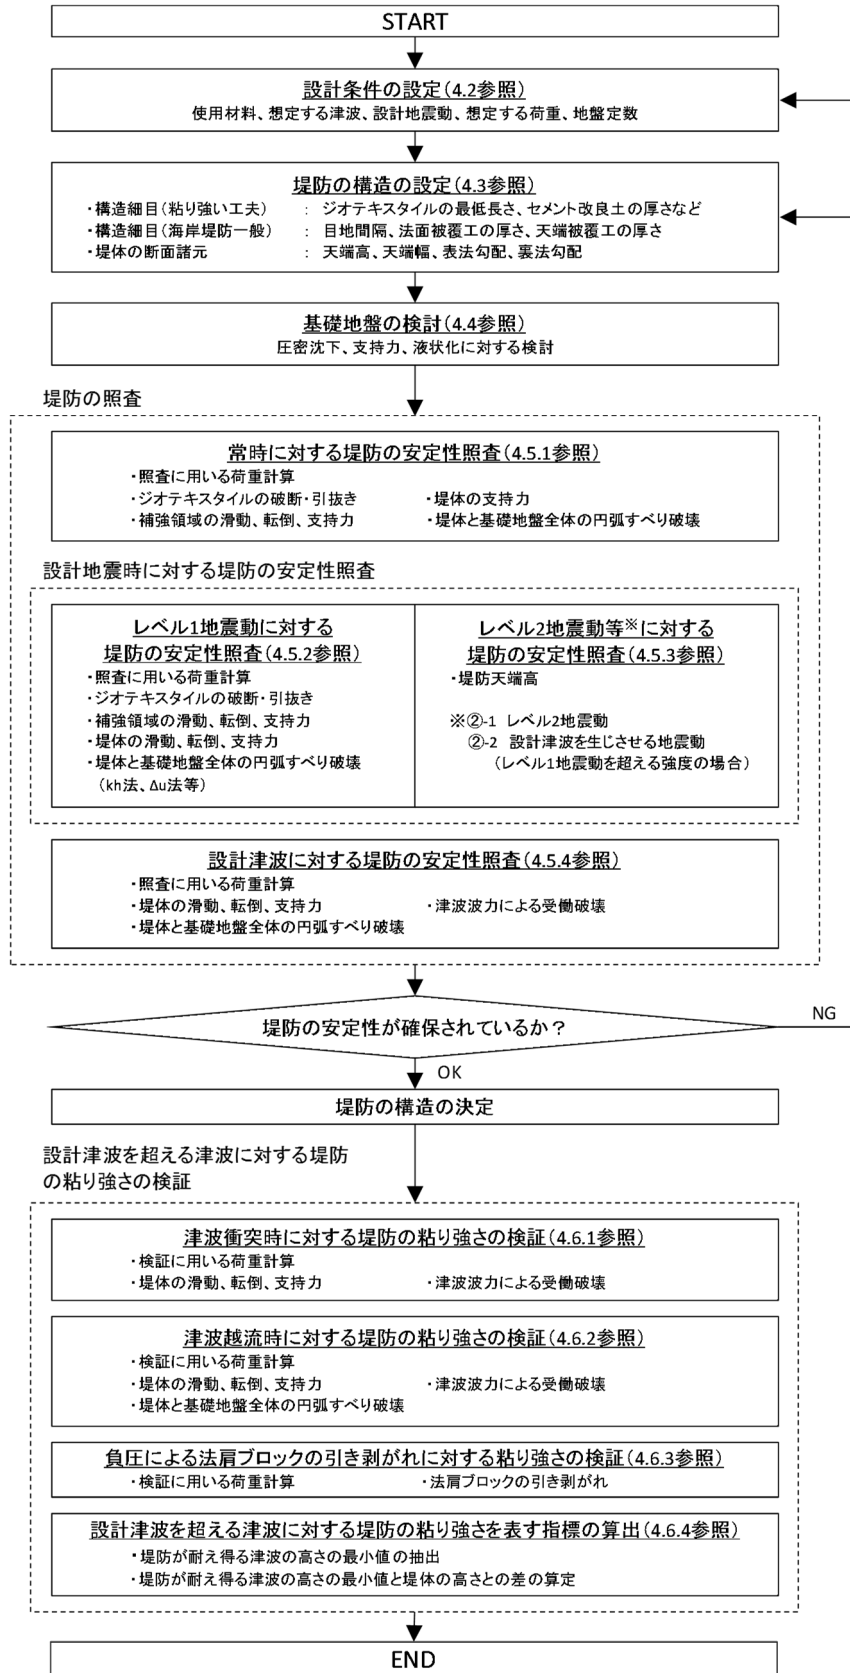 START
設計条件の設定(4.2参照)
使用材料、想定する津波、設計地震動、想定する荷重、地盤定数
堤防の構造の設定(4.3参照)
・構造細目(粘り強い工夫) : ジオテキスタイルの最低長さ、セメント改良土の厚さなど
・構造細目(海岸堤防一般) : 目地間隔、法面被覆工の厚さ、天端被覆工の厚さ
・堤体の断面諸元 : 天端高、天端幅、表法勾配、裏法勾配
基礎地盤の検討(4.4参照)
圧密沈下、支持力、液状化に対する検討
堤防の照査
常時に対する堤防の安定性照査(4.5.1参照)
・照査に用いる荷重計算
・ジオテキスタイルの破断・引抜き ・堤体の支持力
・補強領域の滑動、転倒、支持力 ・堤体と基礎地盤全体の円弧すべり破壊
設計地震時に対する堤防の安定性照査
レベル1地震動に対する
堤防の安定性照査(4.5.2参照)
・照査に用いる荷重計算
・ジオテキスタイルの破断・引抜き
・補強領域の滑動、転倒、支持力
・堤体の滑動、転倒、支持力
・堤体と基礎地盤全体の円弧すべり破壊
(kh法、Δu法等)
レベル2地震動等※に対する
堤防の安定性照査(4.5.3参照)
・堤防天端高
※②-1 レベル2地震動
②-2 設計津波を生じさせる地震動
(レベル1地震動を超える強度の場合)
設計津波に対する堤防の安定性照査(4.5.4参照)
・照査に用いる荷重計算
・堤体の滑動、転倒、支持力 ・津波波力による受働破壊
・堤体と基礎地盤全体の円弧すべり破壊
堤防の安定性が確保されているか?
NG
OK
堤防の構造の決定
設計津波を超える津波に対する堤防
の粘り強さの検証
津波衝突時に対する堤防の粘り強さの検証(4.6.1参照)
・検証に用いる荷重計算
・堤体の滑動、転倒、支持力 ・津波波力による受働破壊
津波越流時に対する堤防の粘り強さの検証(4.6.2参照)
・検証に用いる荷重計算
・堤体の滑動、転倒、支持力 ・津波波力による受働破壊
・堤体と基礎地盤全体の円弧すべり破壊
負圧による法肩ブロックの引き剥がれに対する粘り強さの検証(4.6.3参照)
・検証に用いる荷重計算 ・法肩ブロックの引き剥がれ
設計津波を超える津波に対する堤防の粘り強さを表す指標の算出(4.6.4参照)
・堤防が耐え得る津波の高さの最小値の抽出
・堤防が耐え得る津波の高さの最小値と堤体の高さとの差の算定
END